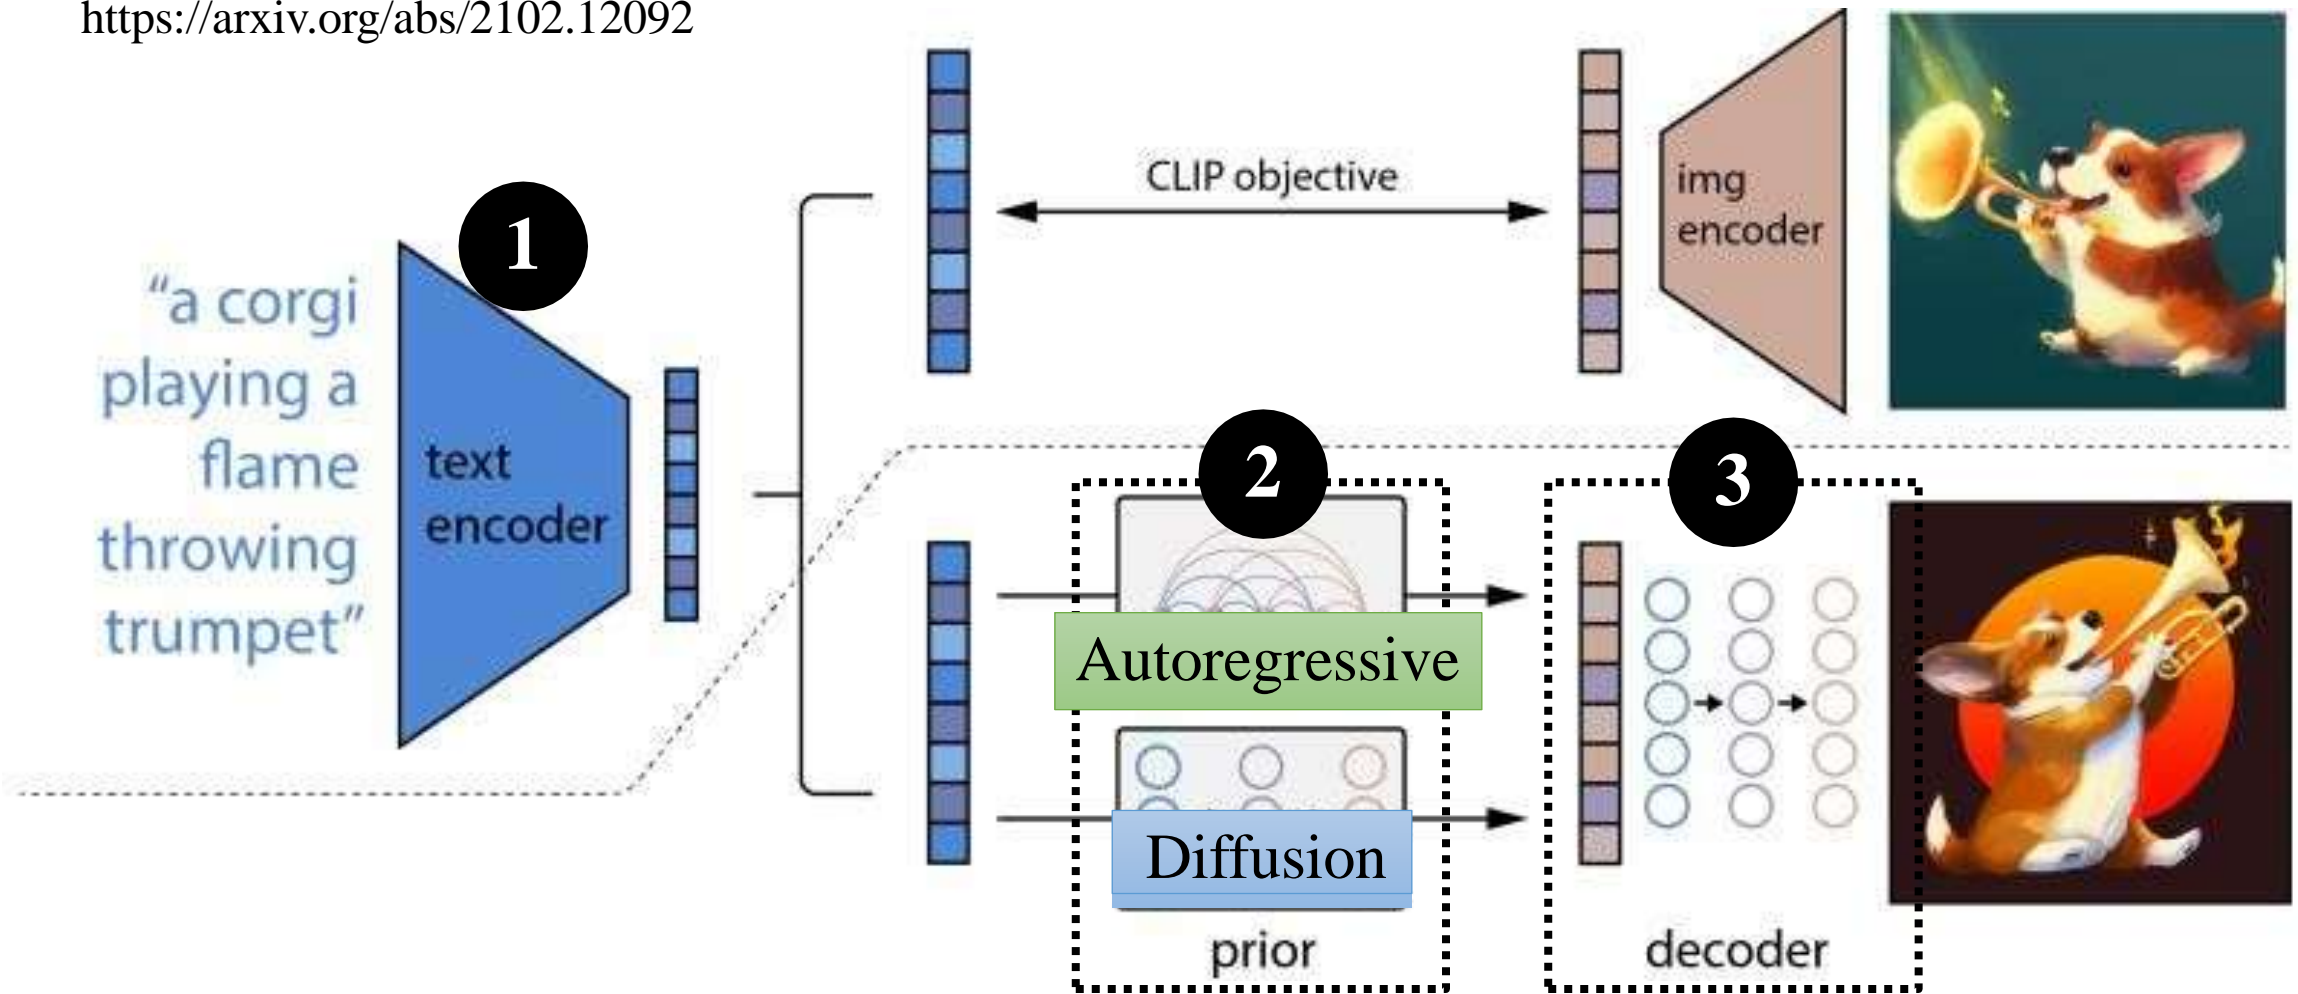 https://arxiv.org/abs/2102.12092
“a corgi
playing a
flame
throwing
trumpet”
1
text
encoder
CLIP objective
img
encoder
2
Autoregressive
Diffusion
prior
3
decoder